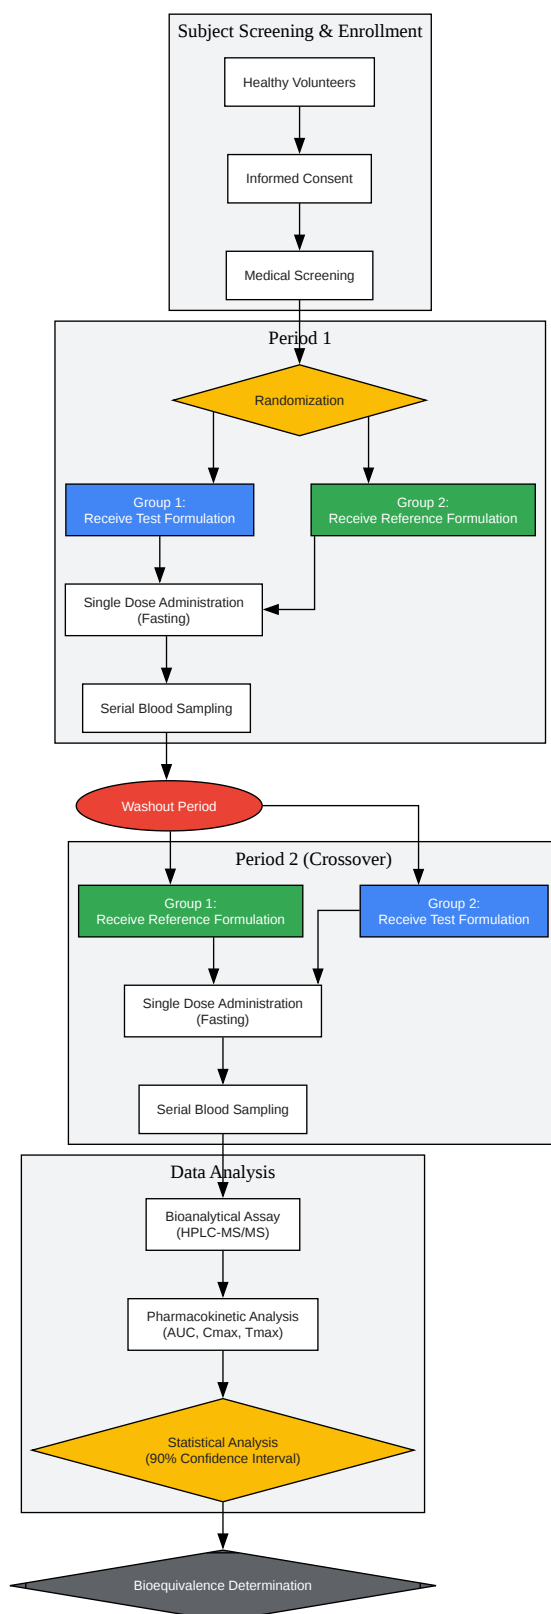 Subject Screening & Enrollment
Healthy Volunteers
Informed Consent
Medical Screening
Period 1
Randomization
Group 1:
Receive Test Formulation
Group 2:
Receive Reference Formulation
Single Dose Administration
(Fasting)
Serial Blood Sampling
Washout Period
Period 2 (Crossover)
Group 1:
Receive Reference Formulation
Group 2:
Receive Test Formulation
Single Dose Administration
(Fasting)
Serial Blood Sampling
Data Analysis
Bioanalytical Assay
(HPLC-MS/MS)
Pharmacokinetic Analysis
(AUC, Cmax, Tmax)
Statistical Analysis
(90% Confidence Interval)
Bioequivalence Determination